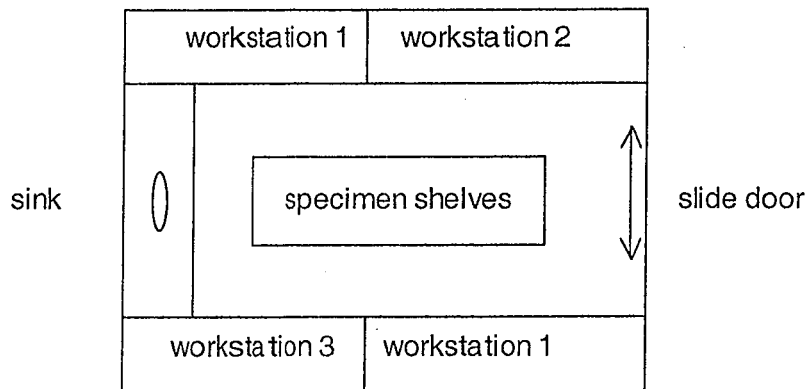 workstation 1 workstation 2
sink specimen shelves slide door
workstation 3 workstation 1